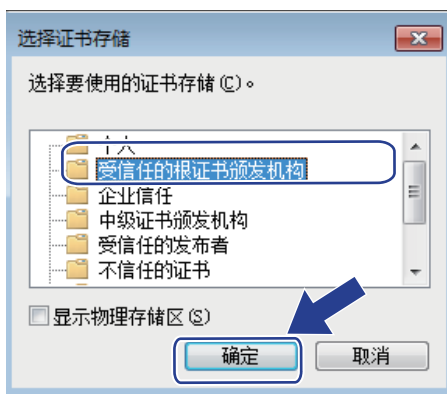 选择证书存储
选择要使用的证书存储(C)。
个人
受信任的根证书颁发机构
企业信任
中级证书颁发机构
受信任的发布者
不信任的证书
显示物理存储区(S)
确定
取消